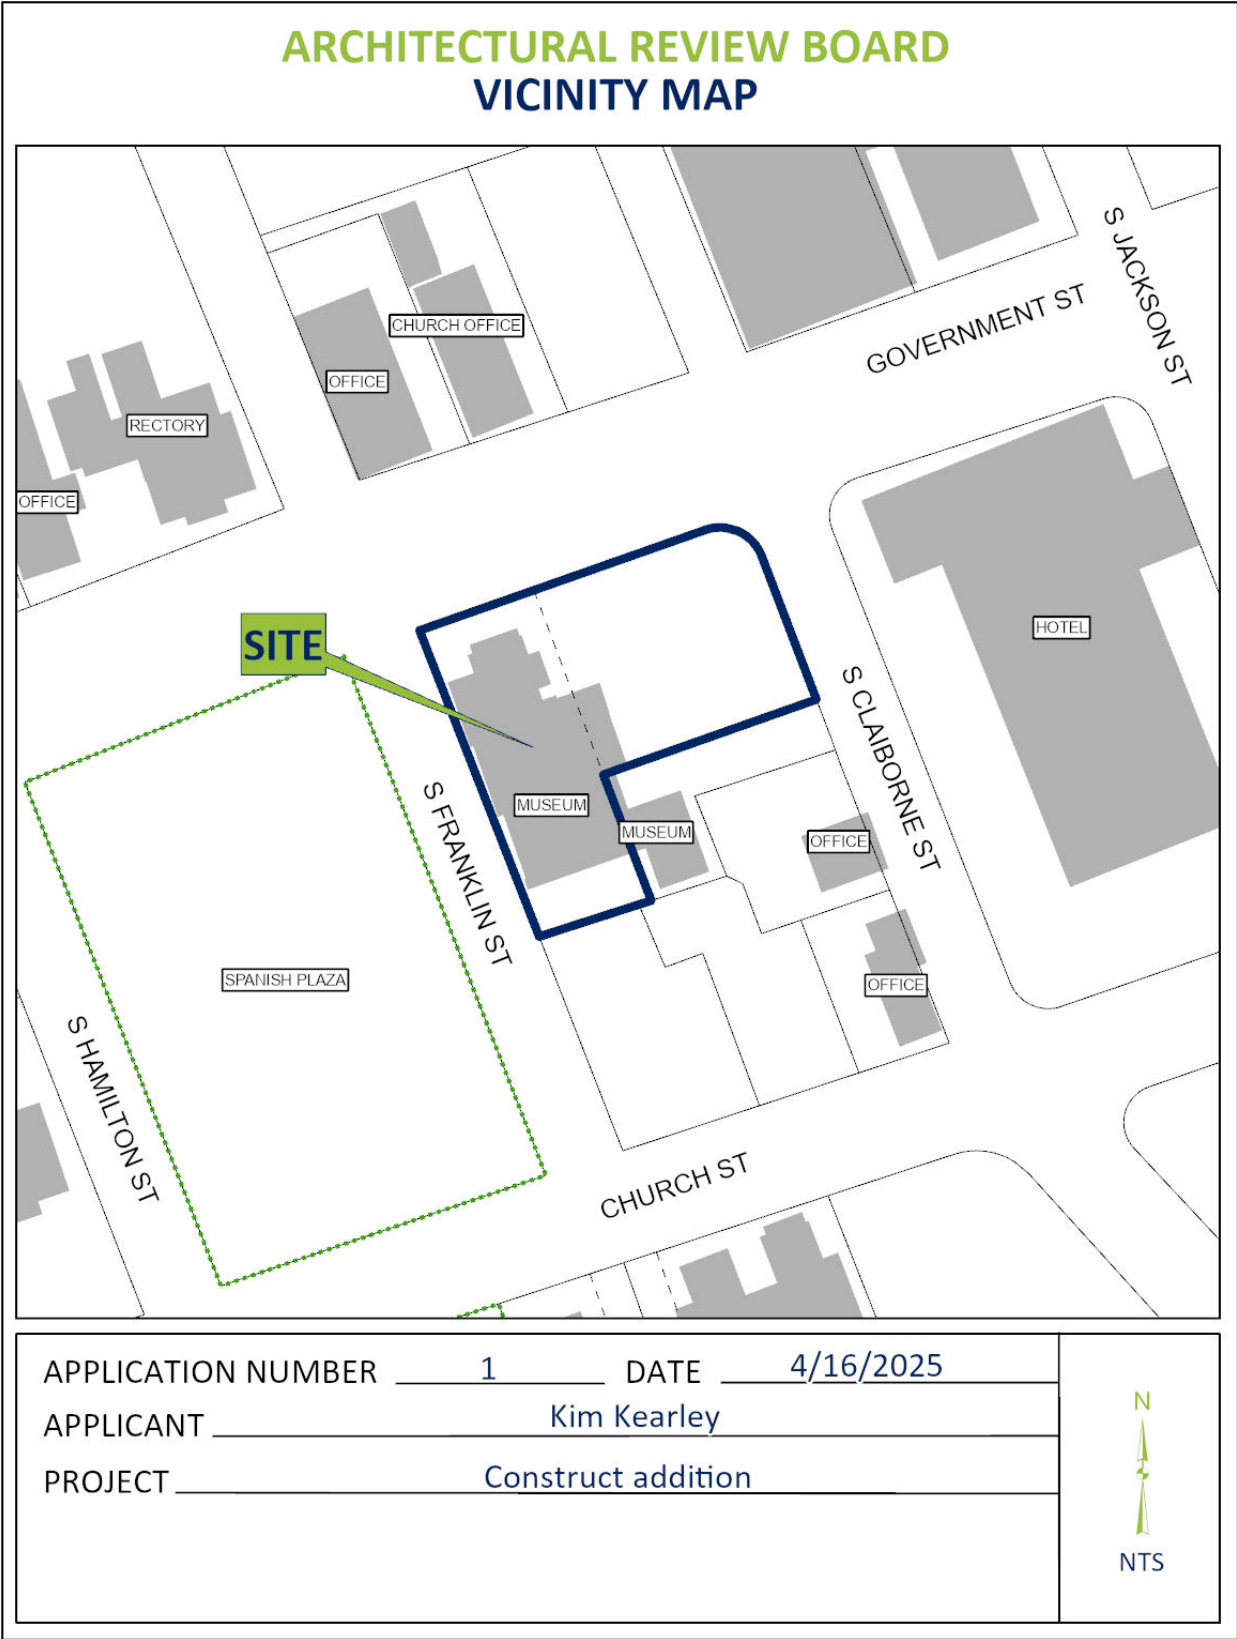 ARCHITECTURAL REVIEW BOARD
VICINITY MAP
S JACKSON ST
GOVERNMENT ST
CHURCH OFFICE
OFFICE
RECTORY
OFFICE
HOTEL
SITE
S CLAIBORNE ST
S FRANKLIN ST
MUSEUM
MUSEUM
OFFICE
SPANISH PLAZA
OFFICE
S HAMILTON ST
CHURCH ST
APPLICATION NUMBER 1 DATE 4/16/2025
APPLICANT Kim Kearley
PROJECT Construct addition
N
NTS